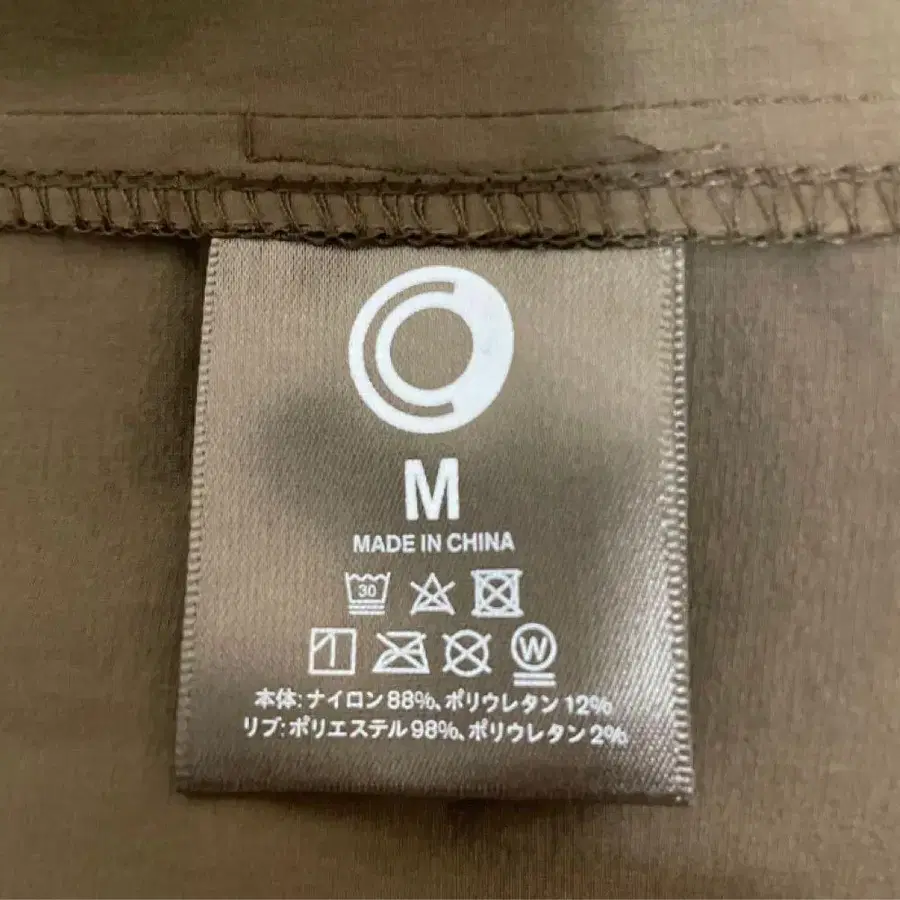 M
MADE IN CHINA
30
W
本体:ナイロン88%、ポリウレタン12%
リブ:ポリエステル98%、ポリウレタン2%